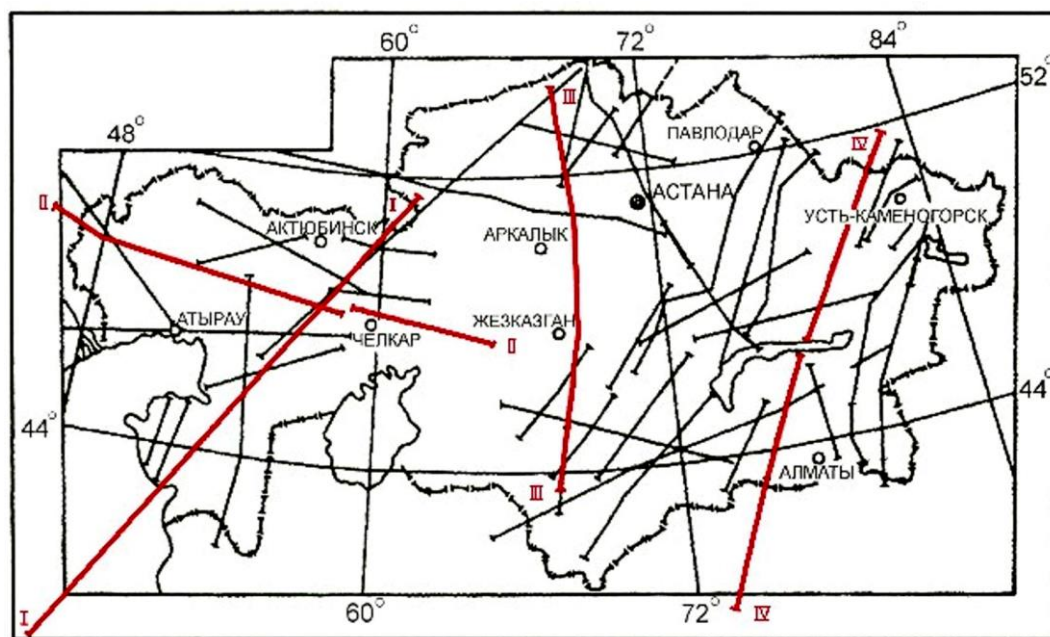 60°
72°
84°
52°
48°
III
ПАВЛОДАР
IV
II
I
АСТАНА
АКТЮБИНСК
АРКАЛЫК
УСТЬ-КАМЕНОГОРСК
АТЫРАУ
ЧЕЛКАР
ЖЕЗКАЗГАН
II
44°
44°
АЛМАТЫ
III
I
60°
72°
IV